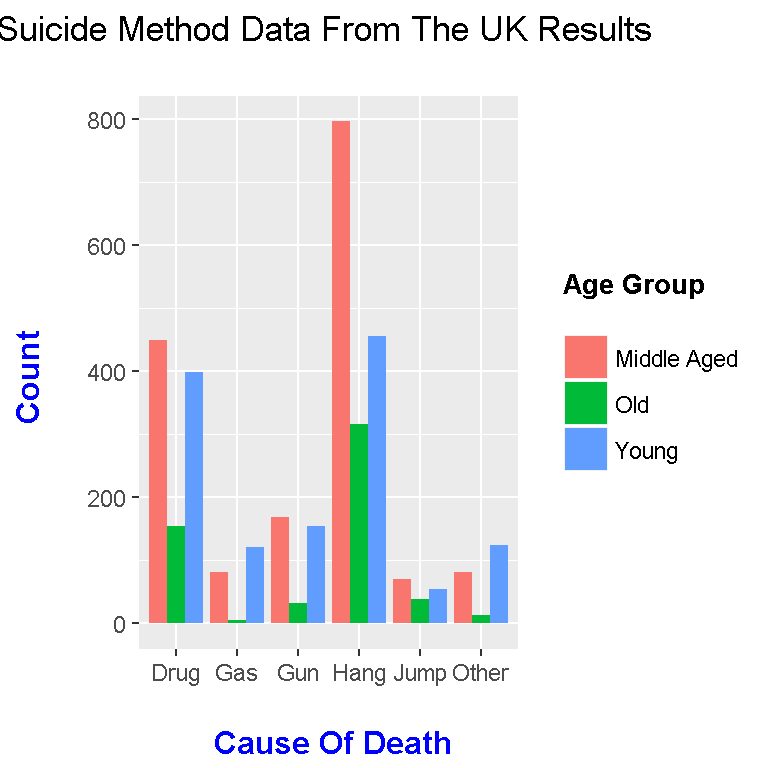 Suicide Method Data From The UK Results
800
600
400
200
0
Count
Drug Gas Gun Hang Jump Other
Cause Of Death
Age Group
Middle Aged
Old
Young